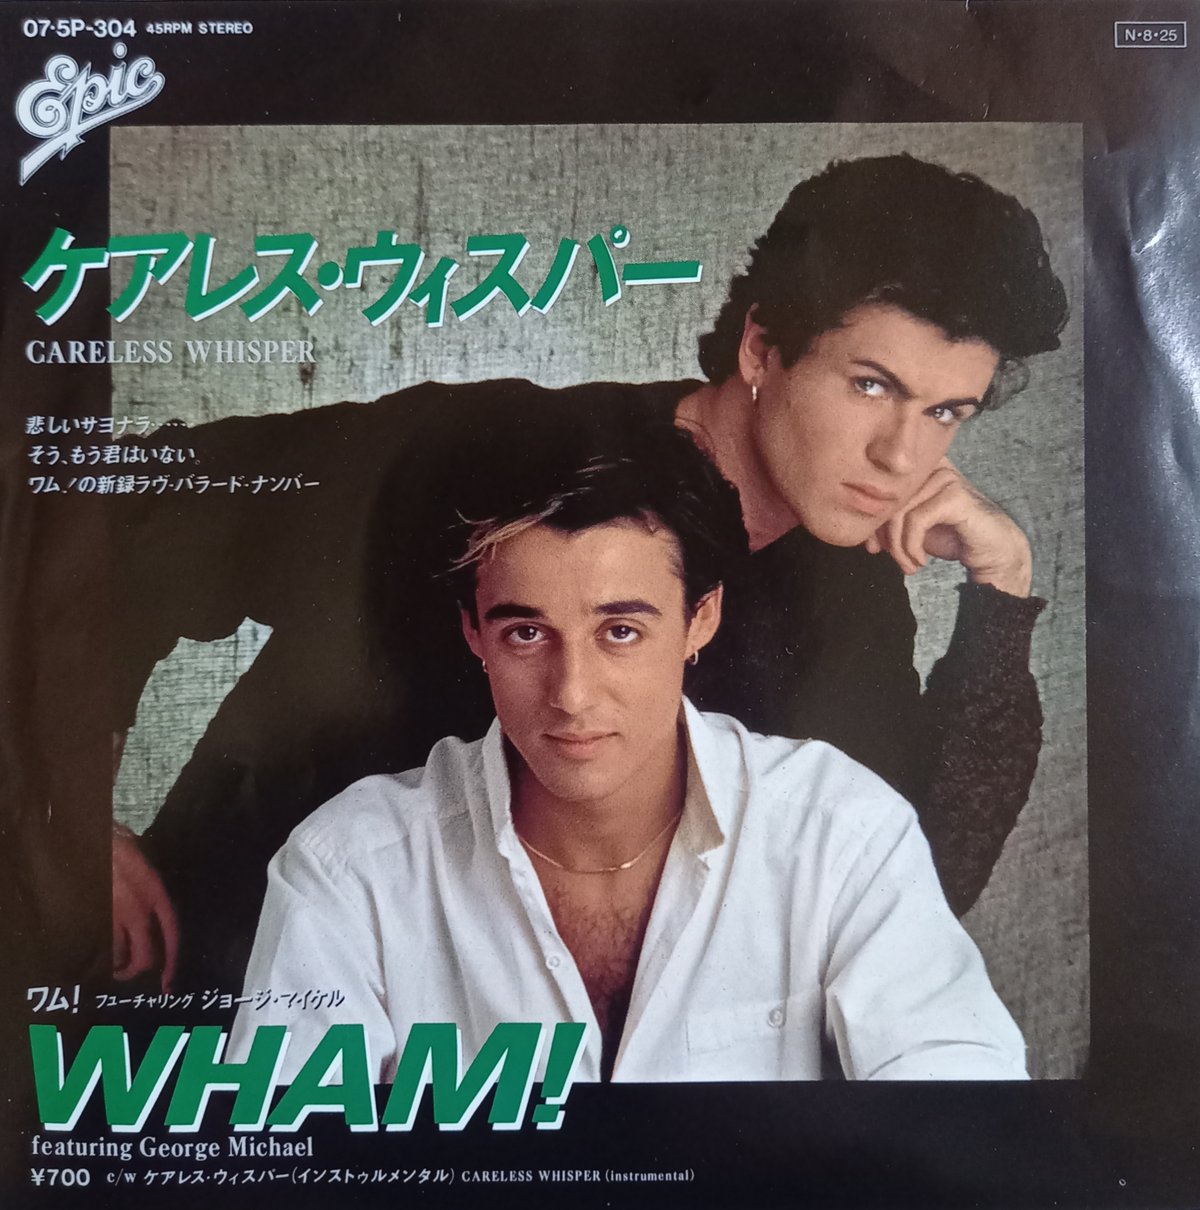 07·5P-304 45RPM STEREO
N·8·25
Epic
ケアレス・ウィスパー
CARELESS WHISPER
悲しいサヨナラ……
そう、もう君はいない。
ワム!の新録ラヴ・バラード・ナンバー
ワム! フューチャリング ジョージ・マイケル
WHAM!
featuring George Michael
¥700 c/w ケアレス・ウィスパー(インストゥルメンタル) CARELESS WHISPER (instrumental)